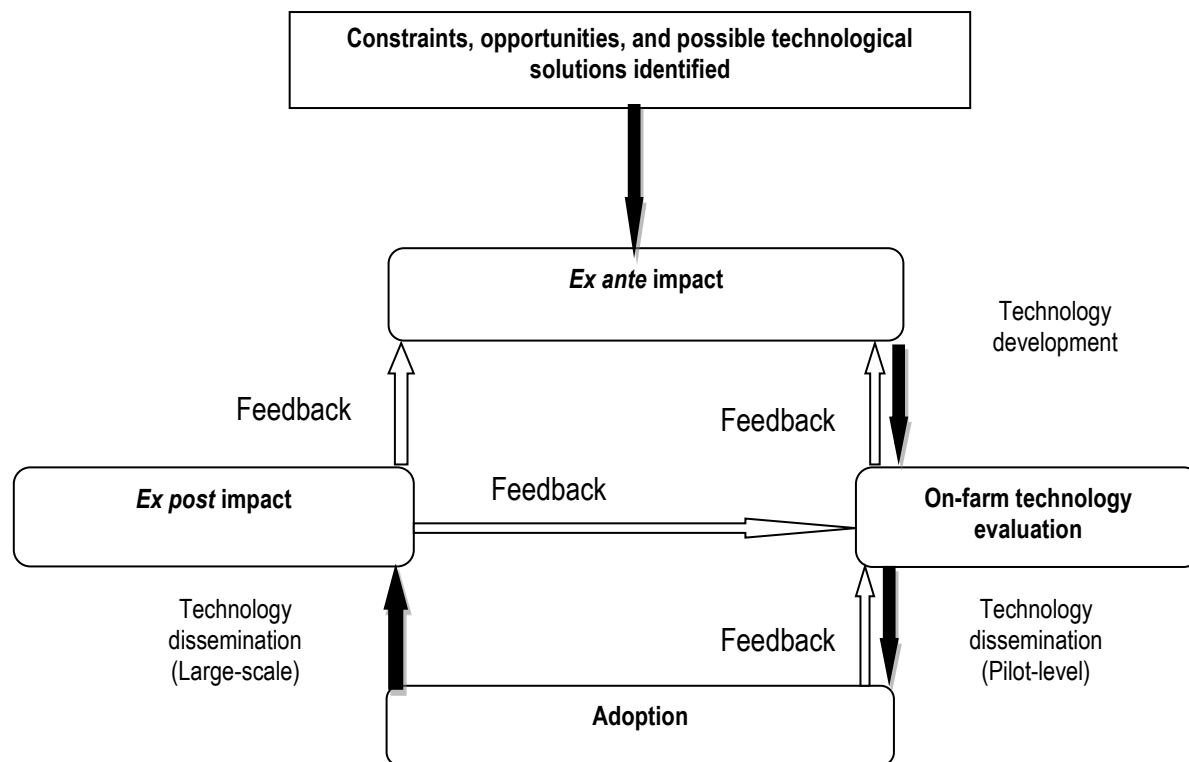 Constraints, opportunities, and possible technological
solutions identified
Ex ante impact
Technology
development
Feedback
Feedback
Ex post impact
Feedback
On-farm technology
evaluation
Technology
dissemination
(Large-scale)
Feedback
Technology
dissemination
(Pilot-level)
Adoption